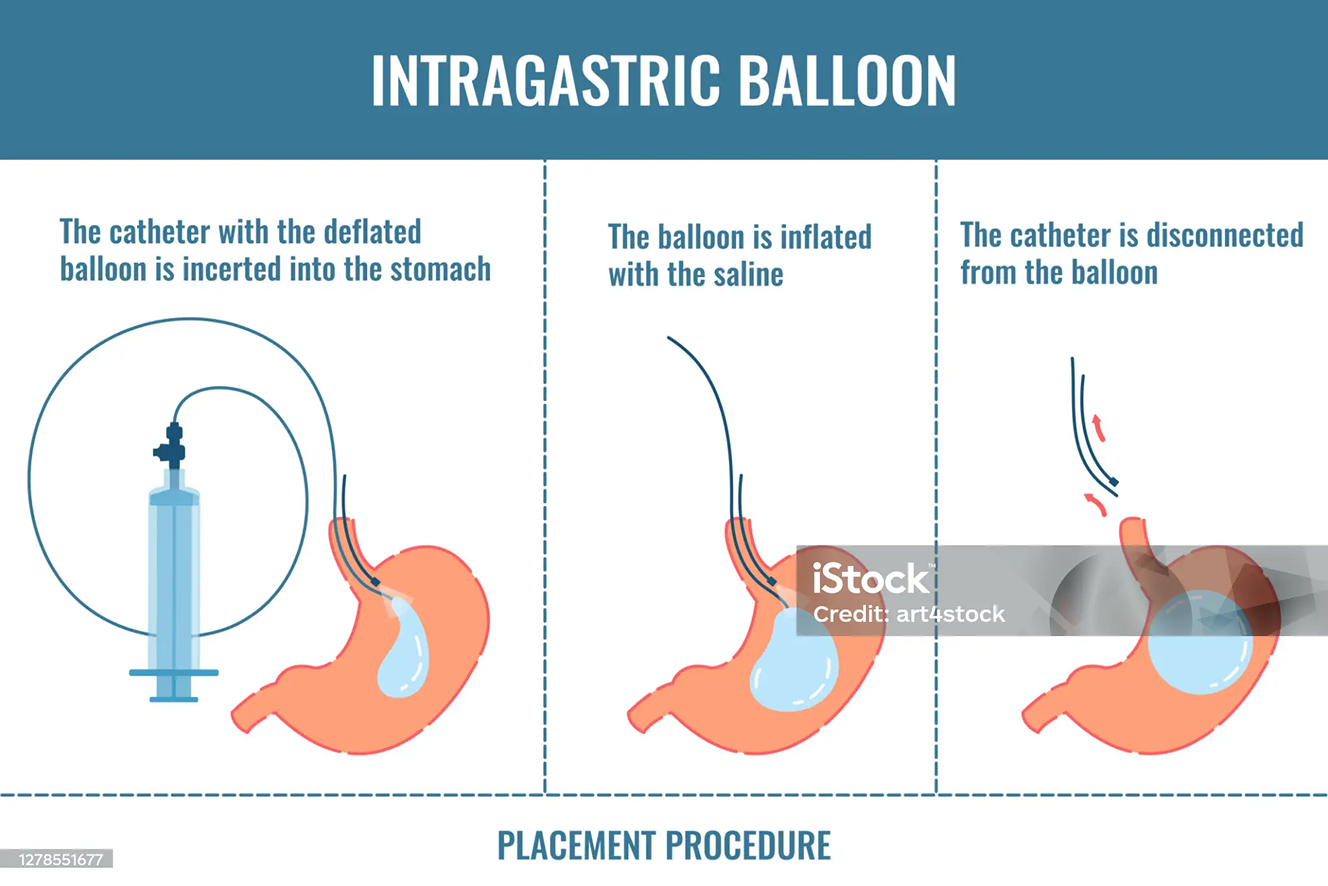 INTRAGASTRIC BALLOON
The catheter with the deflated
balloon is incerted into the stomach
The balloon is inflated
with the saline
The catheter is disconnected
from the balloon
iStock™
Credit: art4stock
PLACEMENT PROCEDURE
1278551677